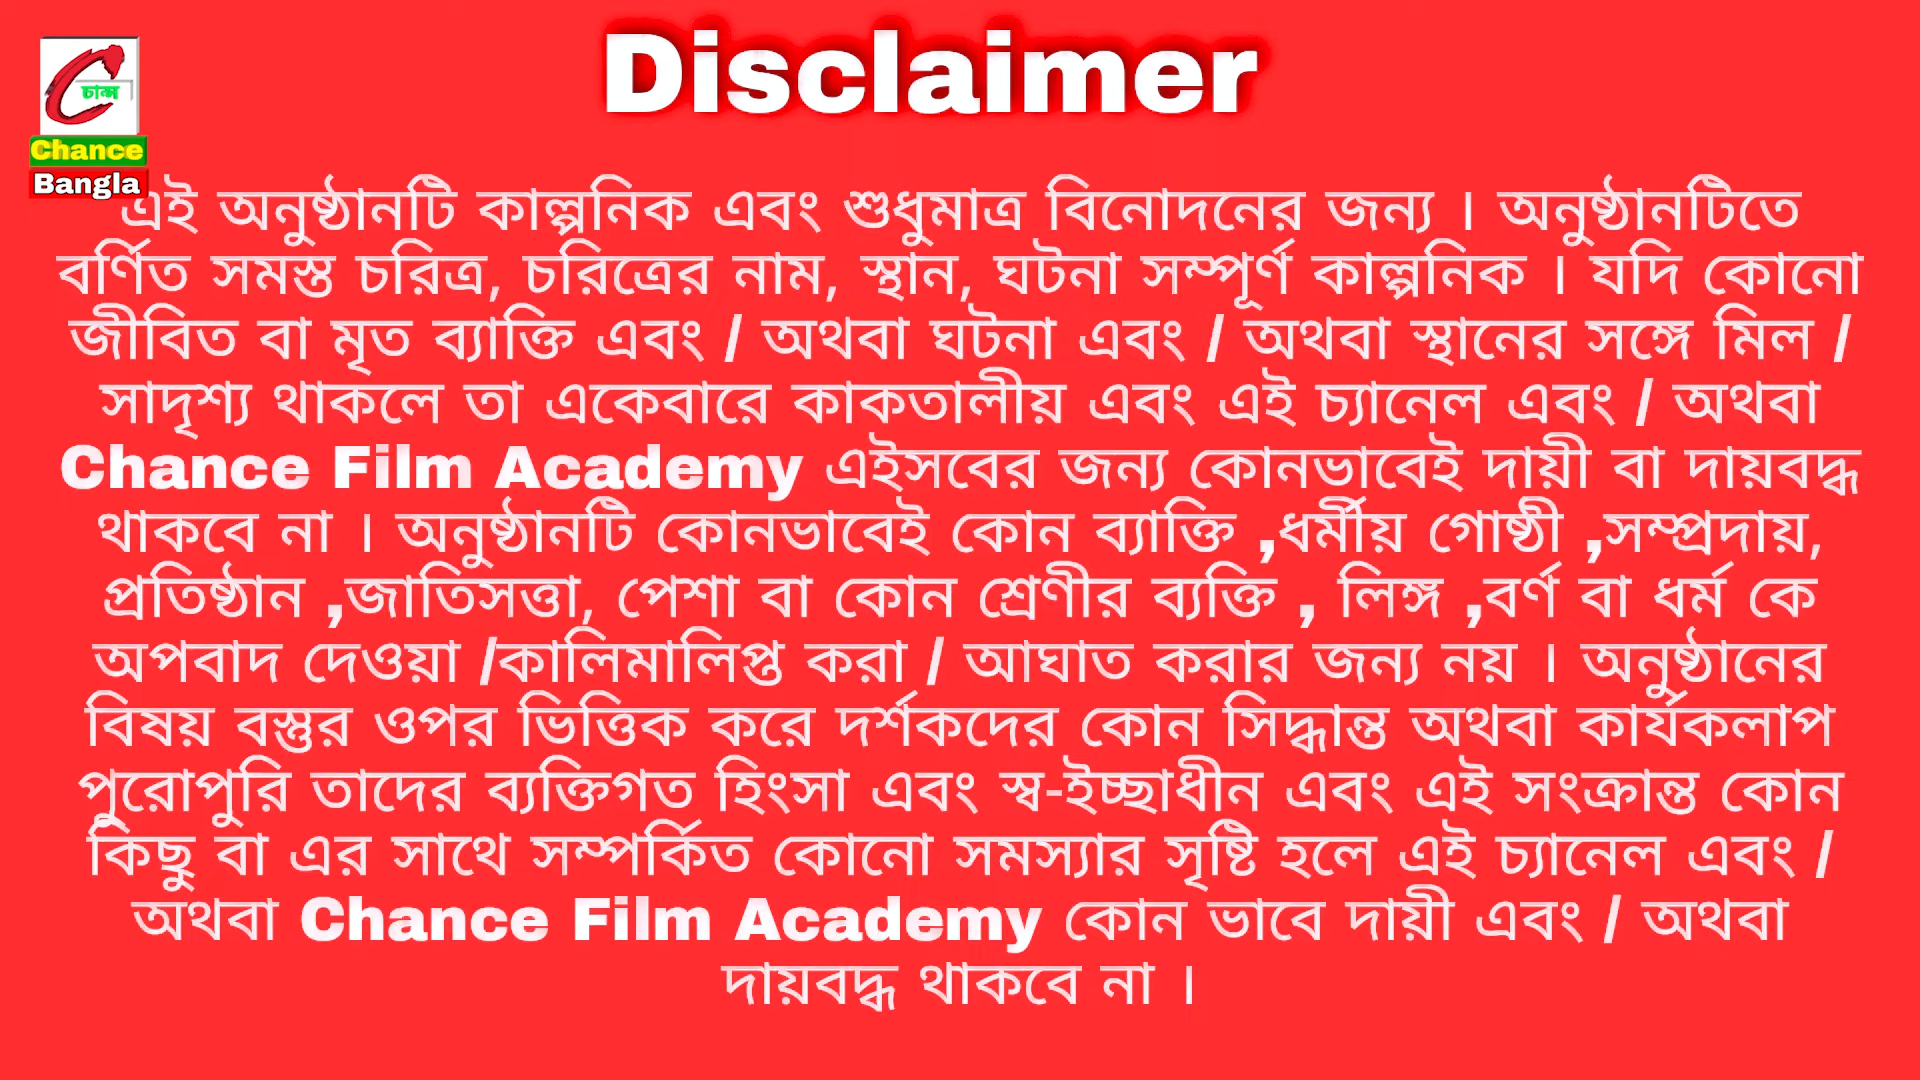 Disclaimer
চান্স
Chance
Bangla
এই অনুষ্ঠানটি কাল্পনিক এবং শুধুমাত্র বিনোদনের জন্য । অনুষ্ঠানটিতে
বর্ণিত সমস্ত চরিত্র, চরিত্রের নাম, স্থান, ঘটনা সম্পূর্ণ কাল্পনিক । যদি কোনো
জীবিত বা মৃত ব্যাক্তি এবং / অথবা ঘটনা এবং / অথবা স্থানের সঙ্গে মিল /
সাদৃশ্য থাকলে তা একেবারে কাকতালীয় এবং এই চ্যানেল এবং / অথবা
Chance Film Academy এইসবের জন্য কোনভাবেই দায়ী বা দায়বদ্ধ
থাকবে না । অনুষ্ঠানটি কোনভাবেই কোন ব্যাক্তি ,ধর্মীয় গোষ্ঠী ,সম্প্রদায়,
প্রতিষ্ঠান ,জাতিসত্তা, পেশা বা কোন শ্রেণীর ব্যক্তি , লিঙ্গ ,বর্ণ বা ধর্ম কে
অপবাদ দেওয়া /কালিমালিপ্ত করা / আঘাত করার জন্য নয় । অনুষ্ঠানের
বিষয় বস্তুর ওপর ভিত্তিক করে দর্শকদের কোন সিদ্ধান্ত অথবা কার্যকলাপ
পুরোপুরি তাদের ব্যক্তিগত হিংসা এবং স্ব-ইচ্ছাধীন এবং এই সংক্রান্ত কোন
কিছু বা এর সাথে সম্পর্কিত কোনো সমস্যার সৃষ্টি হলে এই চ্যানেল এবং /
অথবা Chance Film Academy কোন ভাবে দায়ী এবং / অথবা
দায়বদ্ধ থাকবে না ।